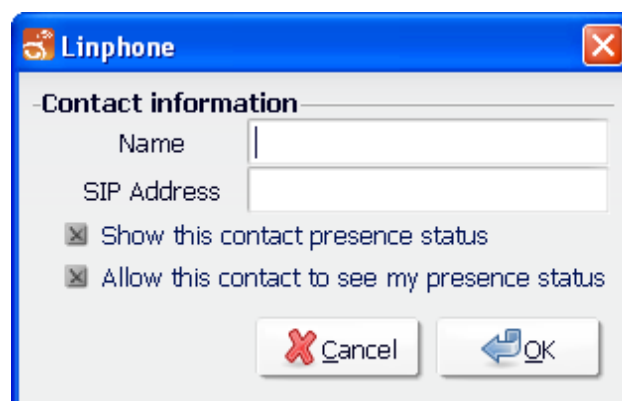 Linphone
Contact information
Name
SIP Address
Show this contact presence status
Allow this contact to see my presence status
Cancel
OK